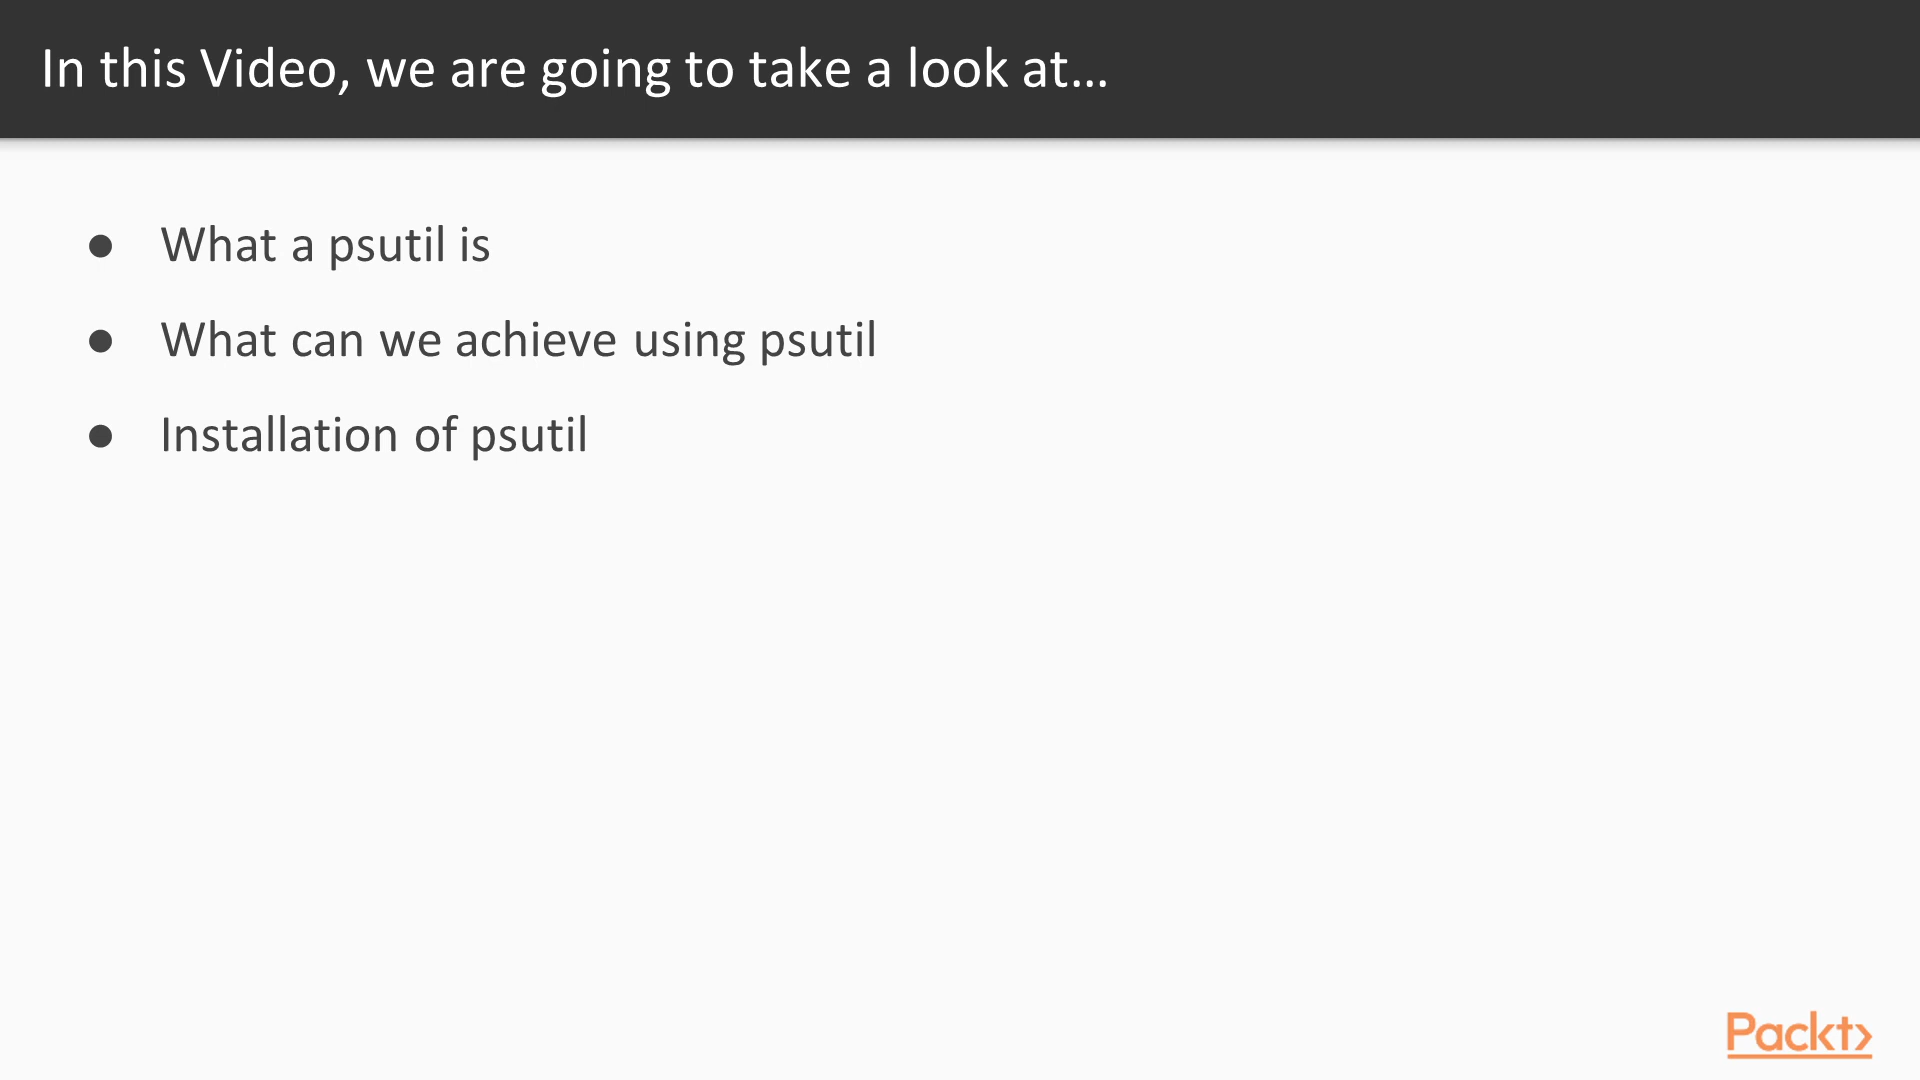 In this Video, we are going to take a look at...
● What a psutil is
● What can we achieve using psutil
● Installation of psutil
Packt>